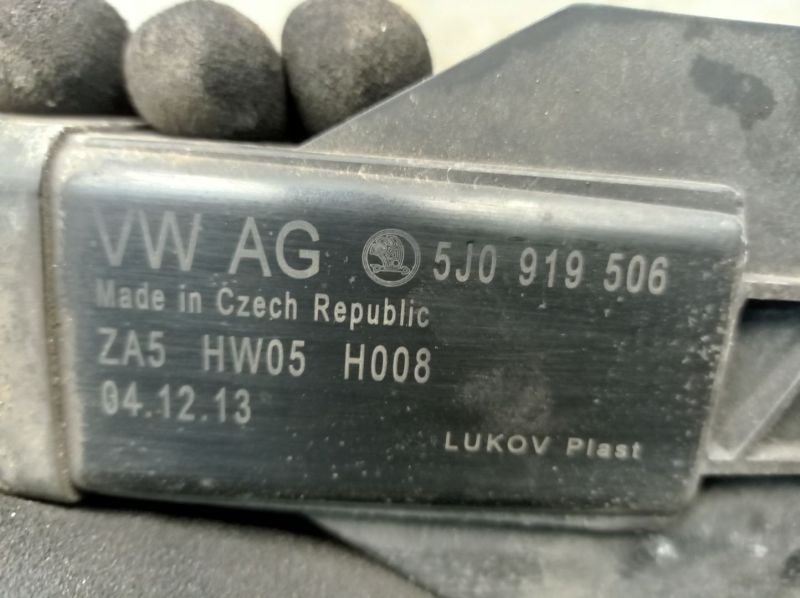 VW AG 5J0 919 506
Made in Czech Republic
ZA5 HW05 H008
04.12.13
LUKOV Plast